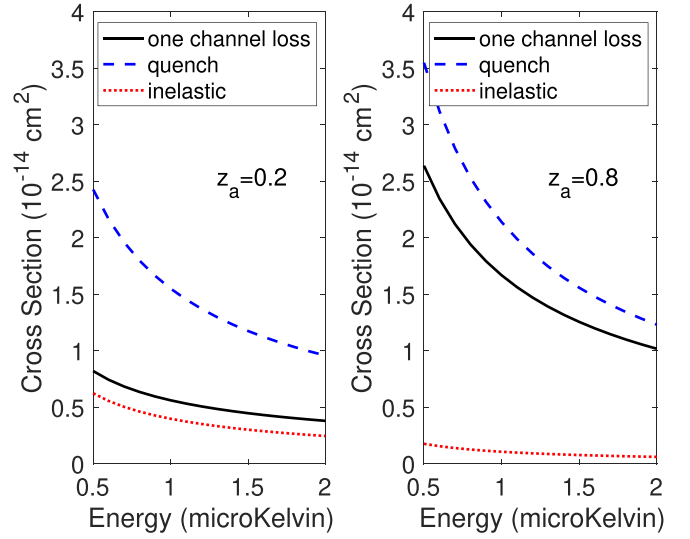 one channel loss
quench
inelastic
z_a=0.2
Cross Section (10^-14 cm^2)
0
0.5
1
1.5
2
2.5
3
3.5
4
0.5 1 1.5 2
Energy (microKelvin)
one channel loss
quench
inelastic
z_a=0.8
Cross Section (10^-14 cm^2)
0
0.5
1
1.5
2
2.5
3
3.5
4
0.5 1 1.5 2
Energy (microKelvin)